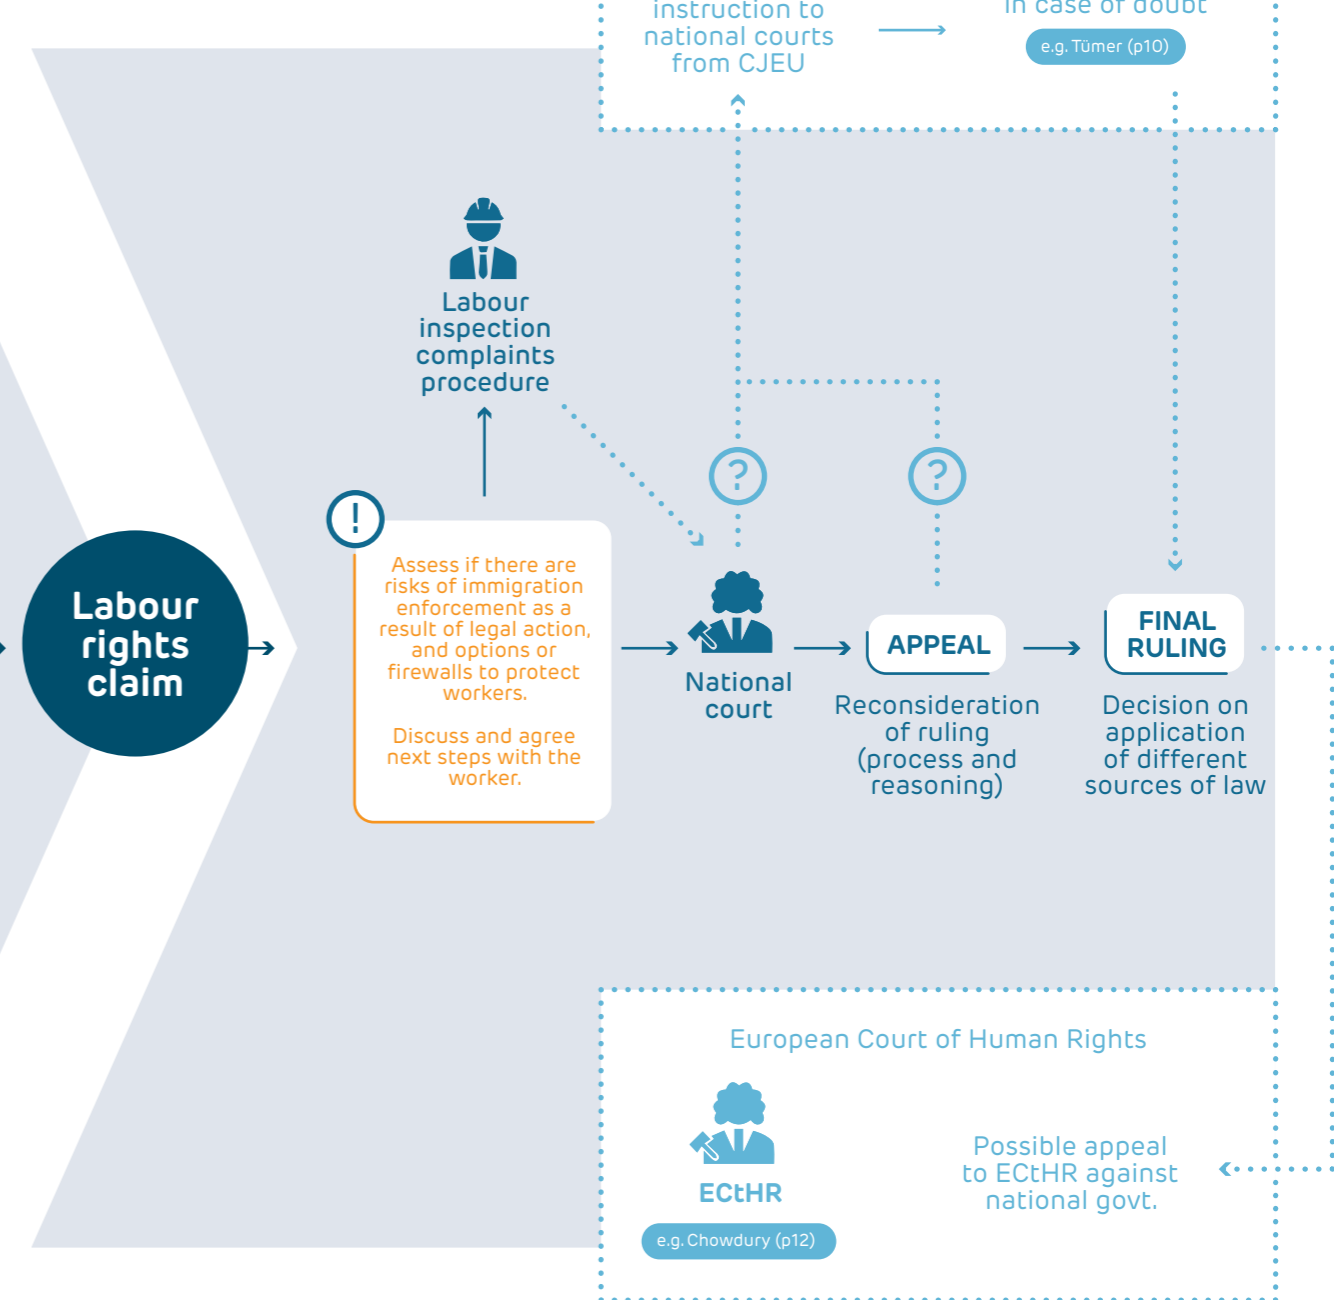 instruction to
national courts
from CJEU
in case of doubt
e.g. Tümer (p10)
Labour
inspection
complaints
procedure
?
?
!
Labour
rights
claim
Assess if there are
risks of immigration
enforcement as a
result of legal action,
and options or
firewalls to protect
workers.
Discuss and agree
next steps with the
worker.
National
court
APPEAL
Reconsideration
of ruling
(process and
reasoning)
FINAL
RULING
Decision on
application
of different
sources of law
European Court of Human Rights
ECtHR
e.g. Chowdury (p12)
Possible appeal
to ECtHR against
national govt.